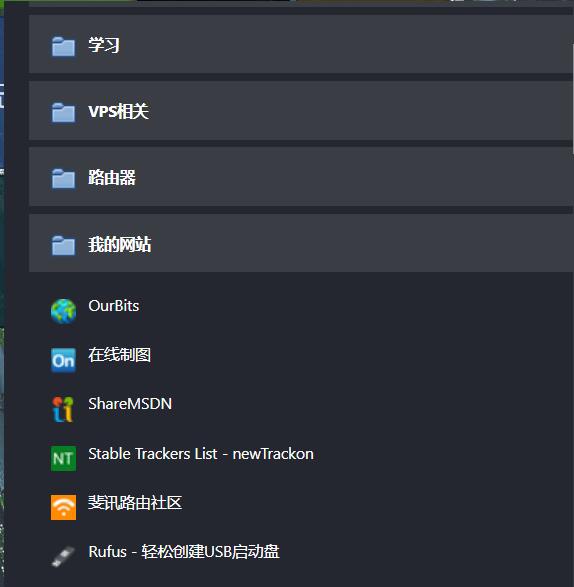 学习
VPS相关
路由器
我的网站
OurBits
On
在线制图
ShareMSDN
NT
Stable Trackers List - newTrackon
斐讯路由社区
Rufus - 轻松创建USB启动盘